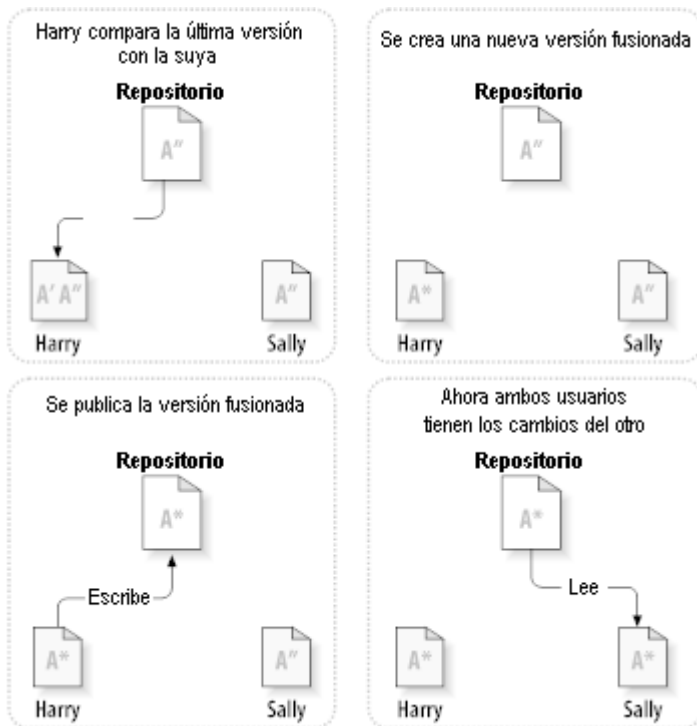 Harry compara la última versión
con la suya
Repositorio
A"
A' A"
Harry
A"
Sally
Se crea una nueva versión fusionada
Repositorio
A"
A*
Harry
A"
Sally
Se publica la versión fusionada
Repositorio
A*
Escribe
A*
Harry
A"
Sally
Ahora ambos usuarios
tienen los cambios del otro
Repositorio
A*
Lee
A*
Harry
A*
Sally